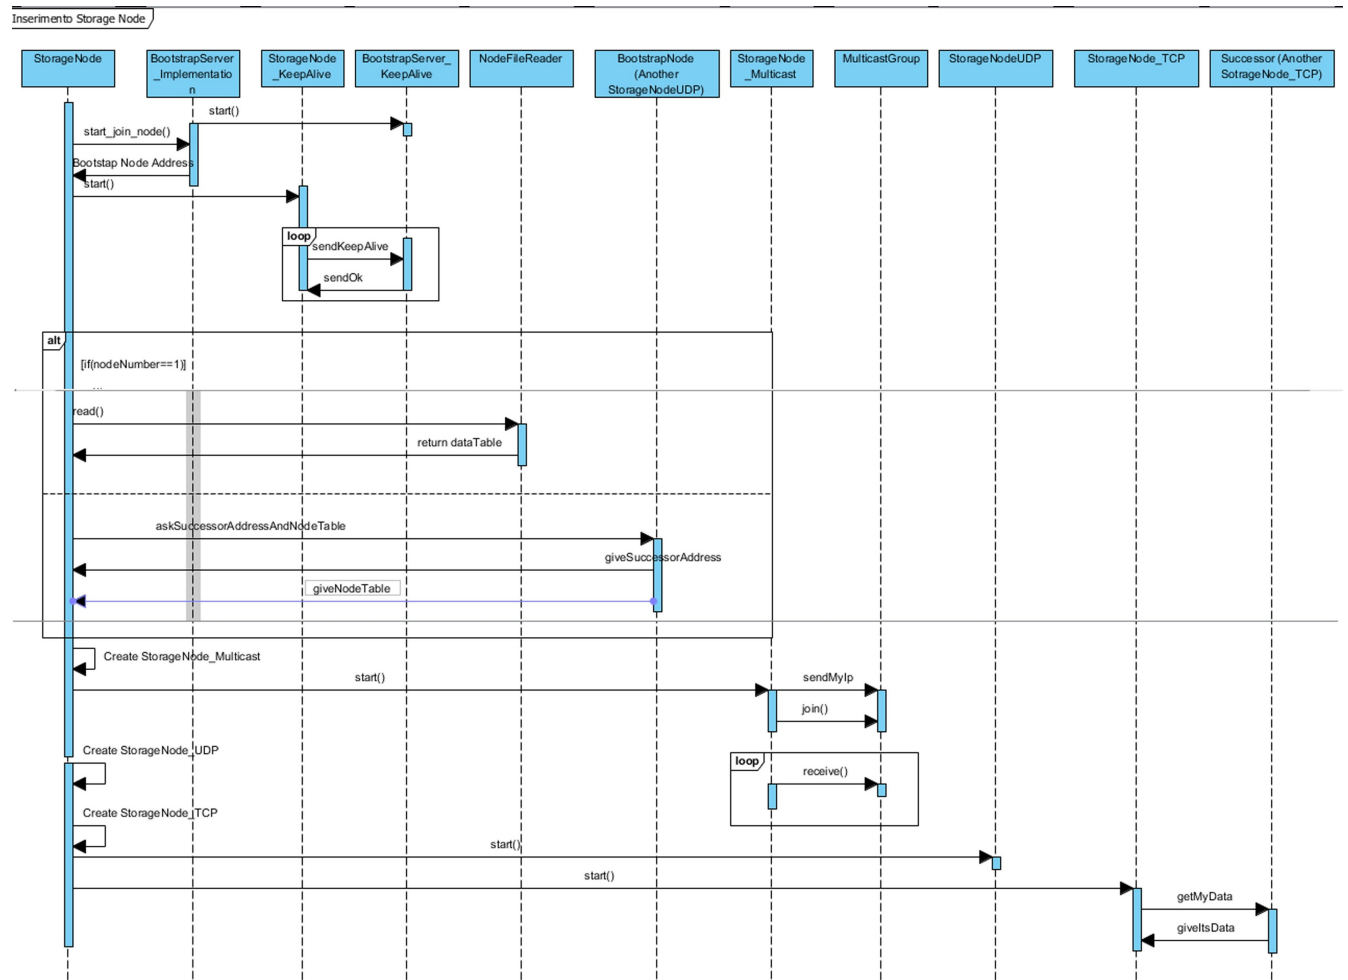 Inserimento Storage Node
StorageNode
BootstrapServer
_Implementatio
n
StorageNode
_KeepAlive
BootstrapServer_
KeepAlive
NodeFileReader
BootstrapNode
(Another
StorageNodeUDP)
StorageNode
_Multicast
MulticastGroup
StorageNodeUDP
StorageNode_TCP
Successor (Another
SotrageNode_TCP)
start()
start_join_node()
Bootstap Node Address
start()
loop
sendKeepAlive
sendOk
alt
[if(nodeNumber==1)]
read()
return dataTable
askSuccessorAddressAndNodeTable
giveSuccessorAddress
giveNodeTable
Create StorageNode_Multicast
start()
sendMyIp
join()
Create StorageNode_UDP
loop
receive()
Create StorageNode_TCP
start()
start()
getMyData
giveItsData